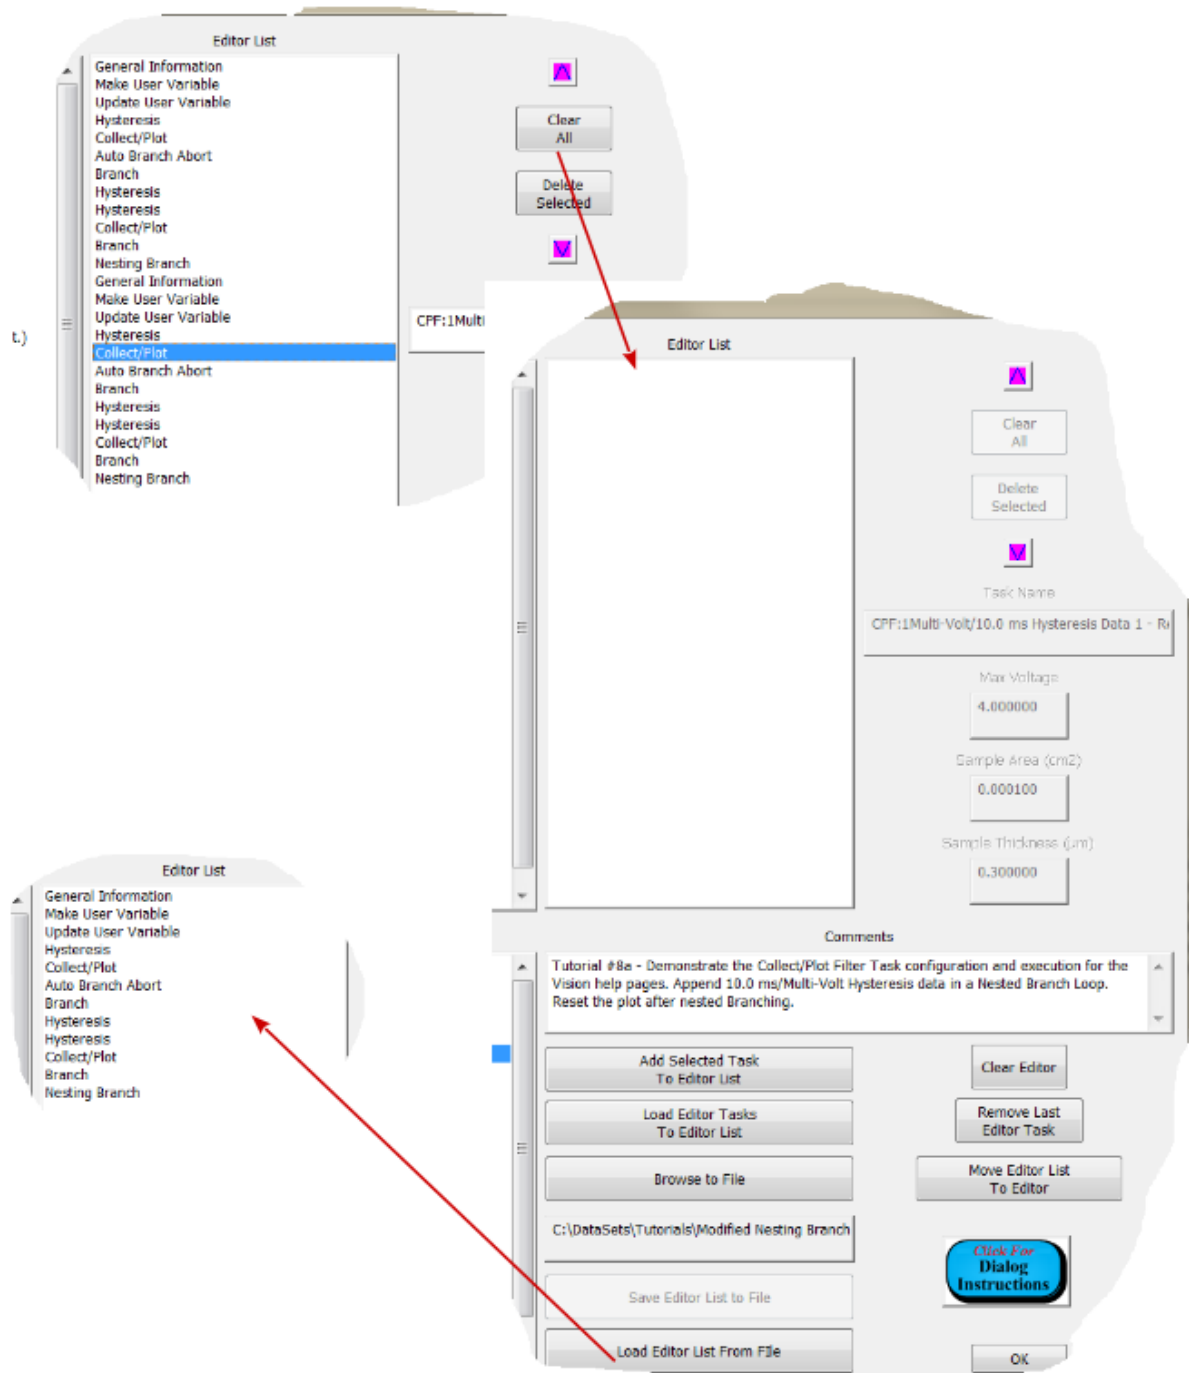 Editor List
General Information
Make User Variable
Update User Variable
Hysteresis
Collect/Plot
Auto Branch Abort
Branch
Hysteresis
Hysteresis
Collect/Plot
Branch
Nesting Branch
General Information
Make User Variable
Update User Variable
Hysteresis
Collect/Plot
Auto Branch Abort
Branch
Hysteresis
Hysteresis
Collect/Plot
Branch
Nesting Branch
Clear
All
Delete
Selected
CPF:1Multi
t.)
Editor List
Clear
All
Delete
Selected
Task Name
CPF:1Multi-Volt/10.0 ms Hysteresis Data 1 - R
Max Voltage
4.000000
Sample Area (cm2)
0.000100
Sample Thickness (µm)
0.300000
Comments
Tutorial #8a - Demonstrate the Collect/Plot Filter Task configuration and execution for the
Vision help pages. Append 10.0 ms/Multi-Volt Hysteresis data in a Nested Branch Loop.
Reset the plot after nested Branching.
Add Selected Task
To Editor List
Clear Editor
Load Editor Tasks
To Editor List
Remove Last
Editor Task
Browse to File
Move Editor List
To Editor
C:\DataSets\Tutorials\Modified Nesting Branch
Click For
Dialog
Instructions
Save Editor List to File
Load Editor List From FIle
OK
Editor List
General Information
Make User Variable
Update User Variable
Hysteresis
Collect/Plot
Auto Branch Abort
Branch
Hysteresis
Hysteresis
Collect/Plot
Branch
Nesting Branch